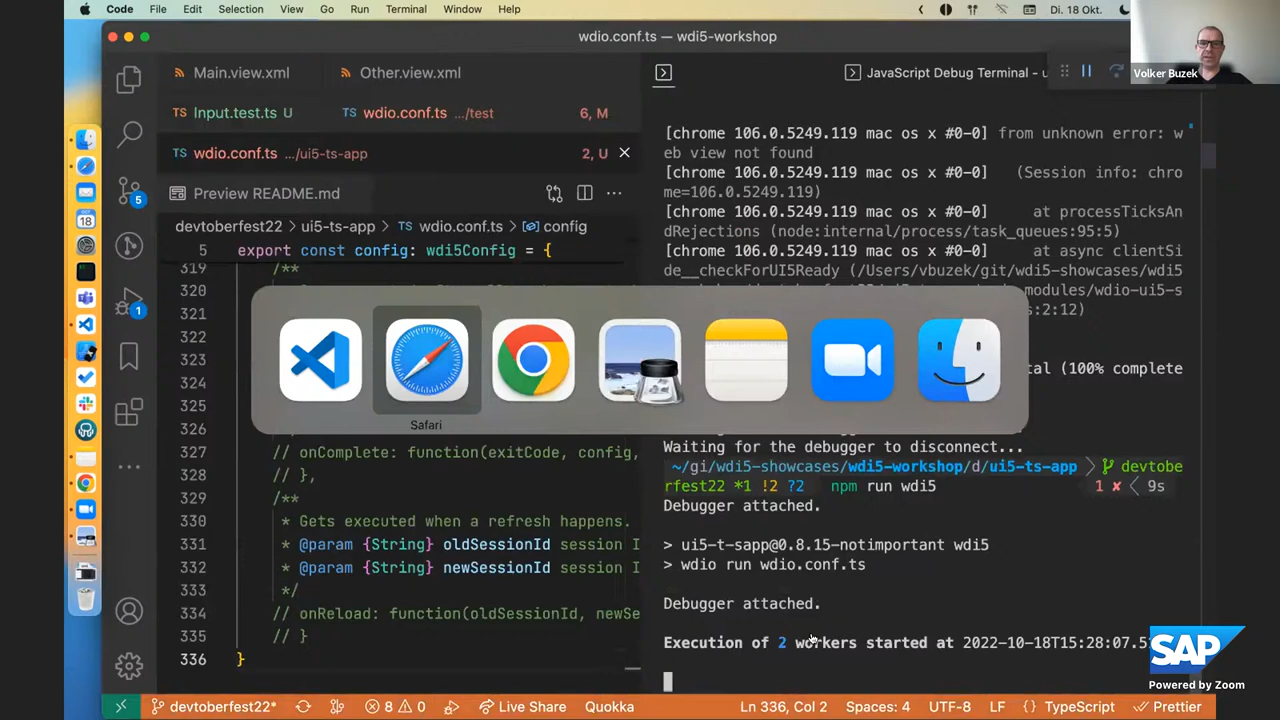 Code File Edit Selection View Go Run Terminal Window Help
Di. 18 Okt.
wdio.conf.ts — wdi5-workshop
Volker Buzek
Main.view.xml
Other.view.xml
TS Input.test.ts U
TS wdio.conf.ts .../test 6, M
TS wdio.conf.ts .../ui5-ts-app 2, U
Preview README.md
devtoberfest22 > ui5-ts-app > TS wdio.conf.ts > config
5 export const config: wdi5Config = {
319 /**
320
321
322
323
324
325
326
327 // onComplete: function(exitCode, config,
328 // },
329 /**
330 * Gets executed when a refresh happens.
331 * @param {String} oldSessionId session I
332 * @param {String} newSessionId session I
333 */
334 // onReload: function(oldSessionId, newSe
335 // }
336 }
5
1
18
JavaScript Debug Terminal - u
[chrome 106.0.5249.119 mac os x #0-0] from unknown error: w
eb view not found
[chrome 106.0.5249.119 mac os x #0-0] (Session info: chro
me=106.0.5249.119)
[chrome 106.0.5249.119 mac os x #0-0] at processTicksAn
dRejections (node:internal/process/task_queues:95:5)
[chrome 106.0.5249.119 mac os x #0-0] at async clientSi
de__checkForUI5Ready (/Users/vbuzek/git/wdi5-showcases/wdi5
modules/wdio-ui5-s
s:2:12)
tal (100% complete
Safari
Waiting for the debugger to disconnect...
~/gi/wdi5-showcases/wdi5-workshop/d/ui5-ts-app devtobe
rfest22 *1 !2 ?2 npm run wdi5 1 ✘ 9s
Debugger attached.
> ui5-t-sapp@0.8.15-notimportant wdi5
> wdio run wdio.conf.ts
Debugger attached.
Execution of 2 workers started at 2022-10-18T15:28:07.5
SAP
Powered by Zoom
devtoberfest22* 8 0 Live Share Quokka Ln 336, Col 2 Spaces: 4 UTF-8 LF {} TypeScript Prettier